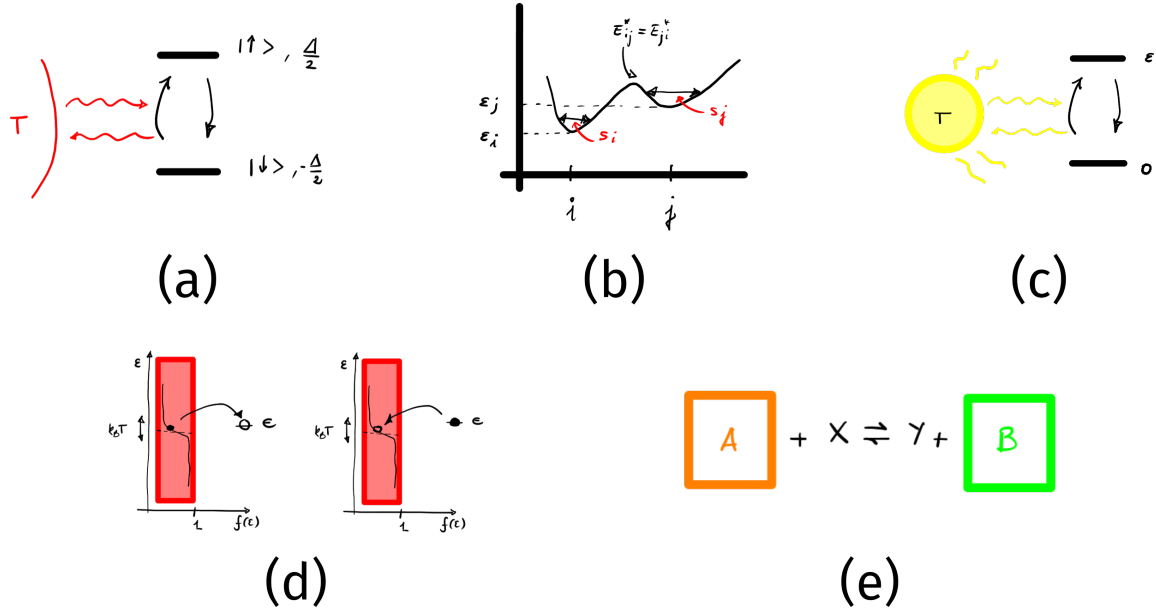 |↑>, Δ/2
T
|↓>, -Δ/2
(a)
E*ij = E*ji
εj
sj
εi
si
i
j
(b)
ε
T
0
(c)
ε
kBT
ϵ
1
f(ε)
ε
kBT
ϵ
1
f(ε)
(d)
A + X ⇌ Y + B
(e)